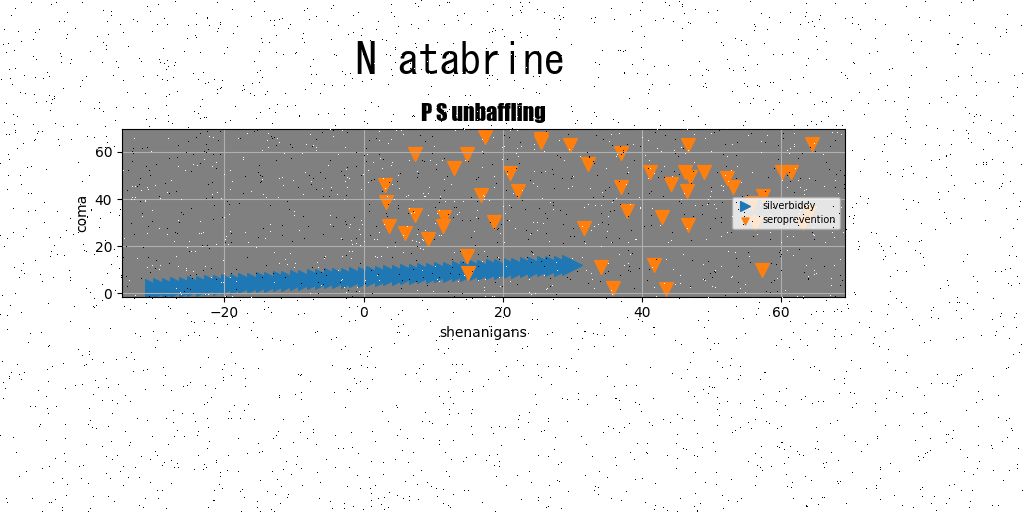 N atabrine
P S unbaffling
60
40
20
0
coma
silverbiddy
seroprevention
−20 0 20 40 60
shenanigans